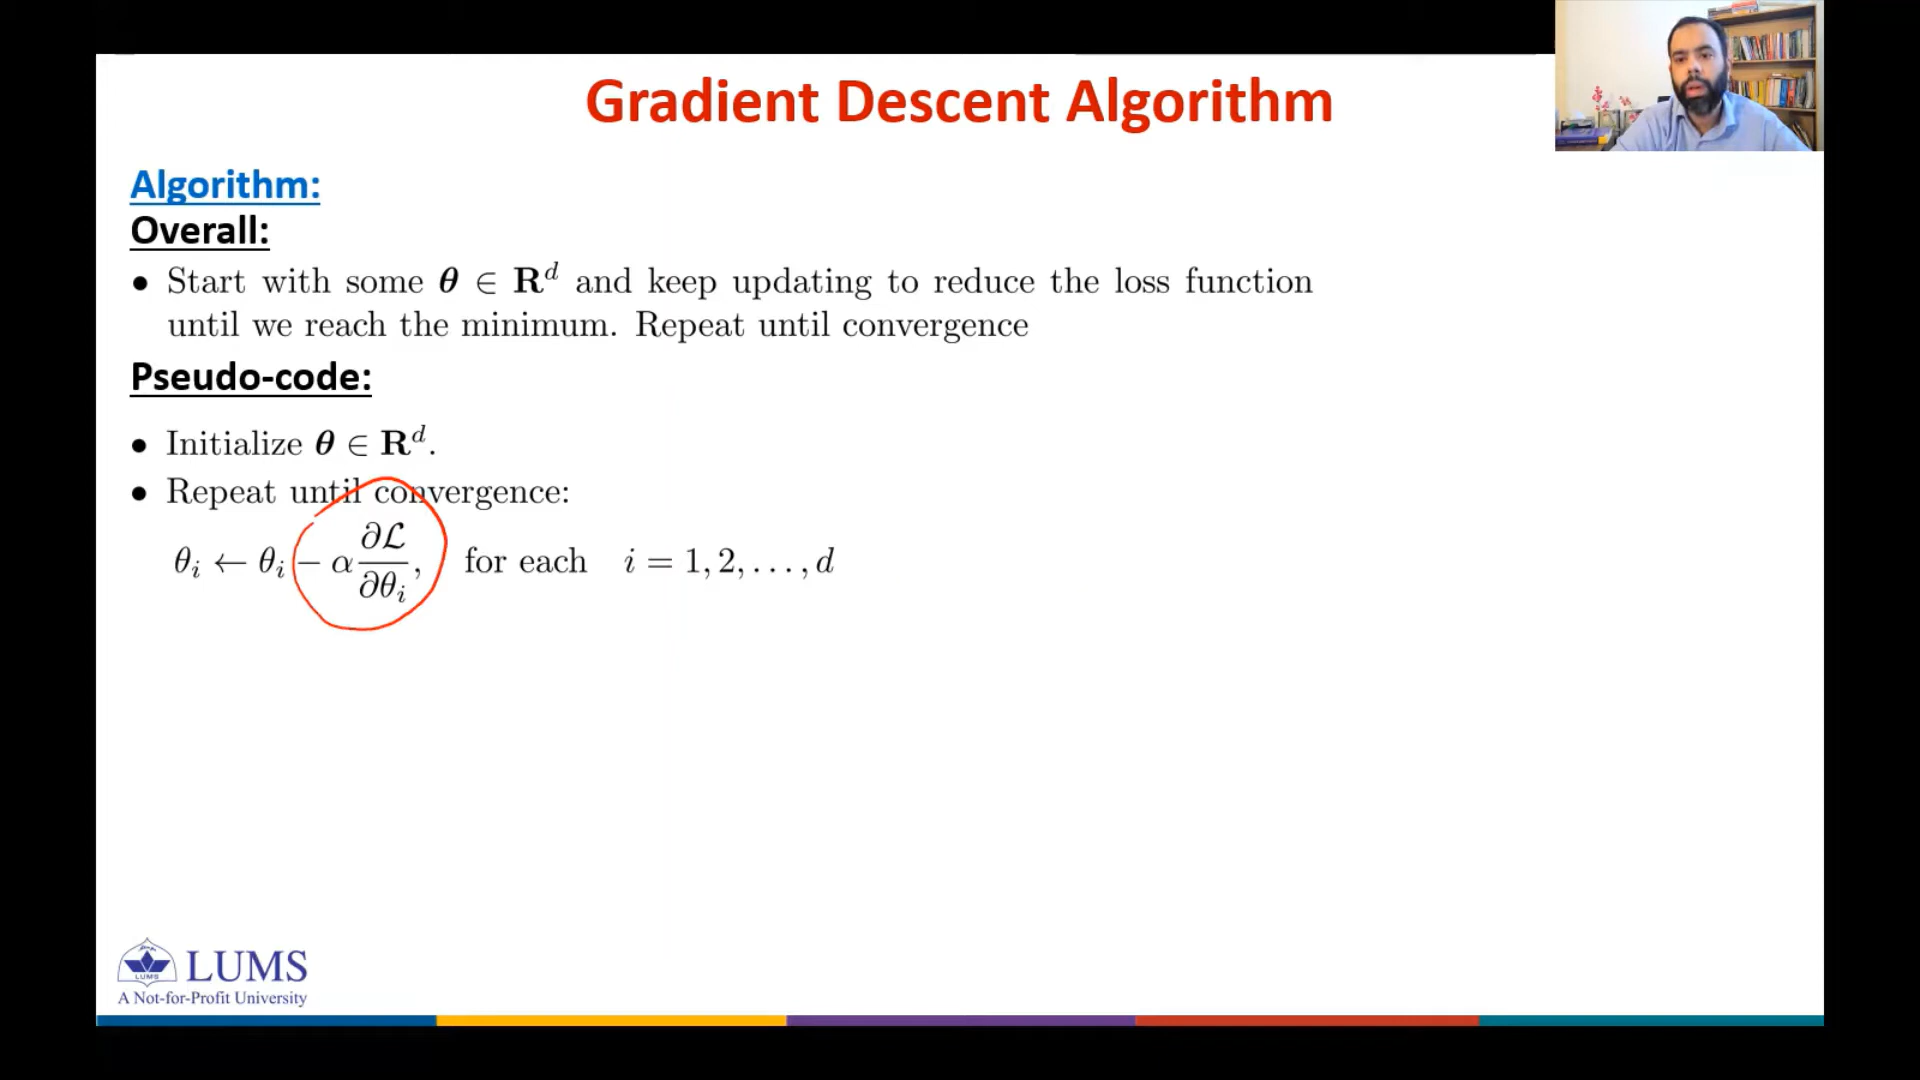 Gradient Descent Algorithm
Algorithm:
Overall:
• Start with some θ ∈ R^d and keep updating to reduce the loss function
until we reach the minimum. Repeat until convergence
Pseudo-code:
• Initialize θ ∈ R^d.
• Repeat until convergence:
θ_i ← θ_i − α ∂ℒ/∂θ_i, for each i = 1, 2, . . . , d
LUMS
LUMS
A Not-for-Profit University